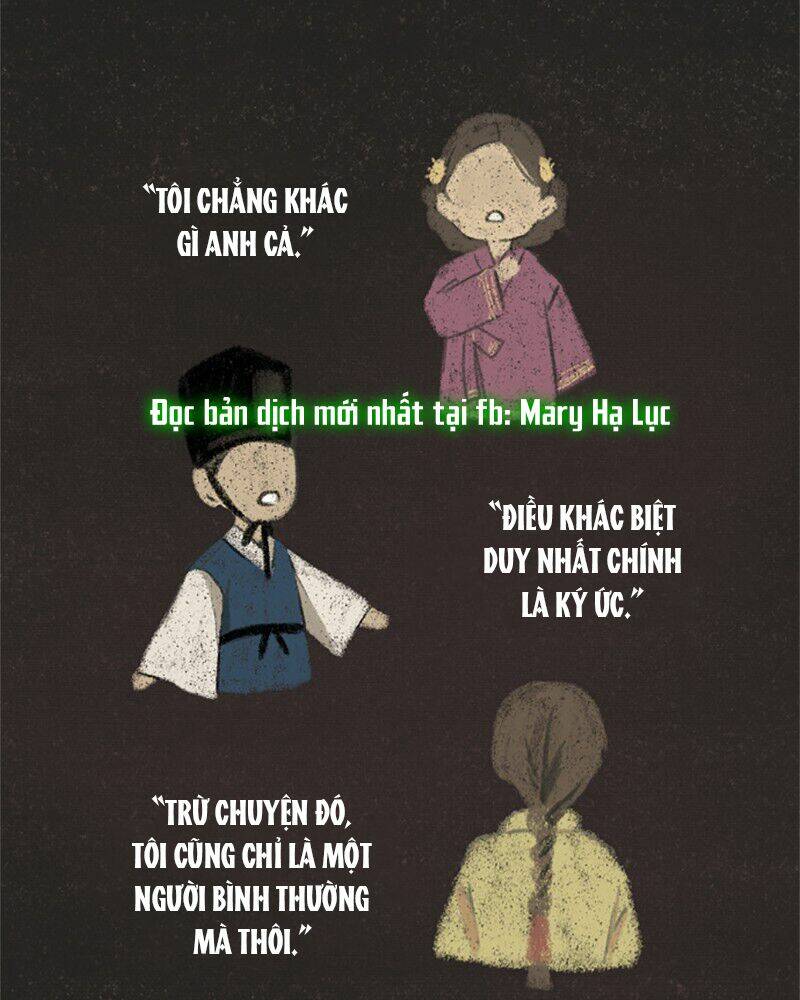 “TÔI CHẲNG KHÁC
GÌ ANH CẢ.”
Đọc bản dịch mới nhất tại fb: Mary Hạ Lục
“ĐIỀU KHÁC BIỆT
DUY NHẤT CHÍNH
LÀ KÝ ỨC.”
“TRỪ CHUYỆN ĐÓ,
TÔI CŨNG CHỈ LÀ MỘT
NGƯỜI BÌNH THƯỜNG
MÀ THÔI.”